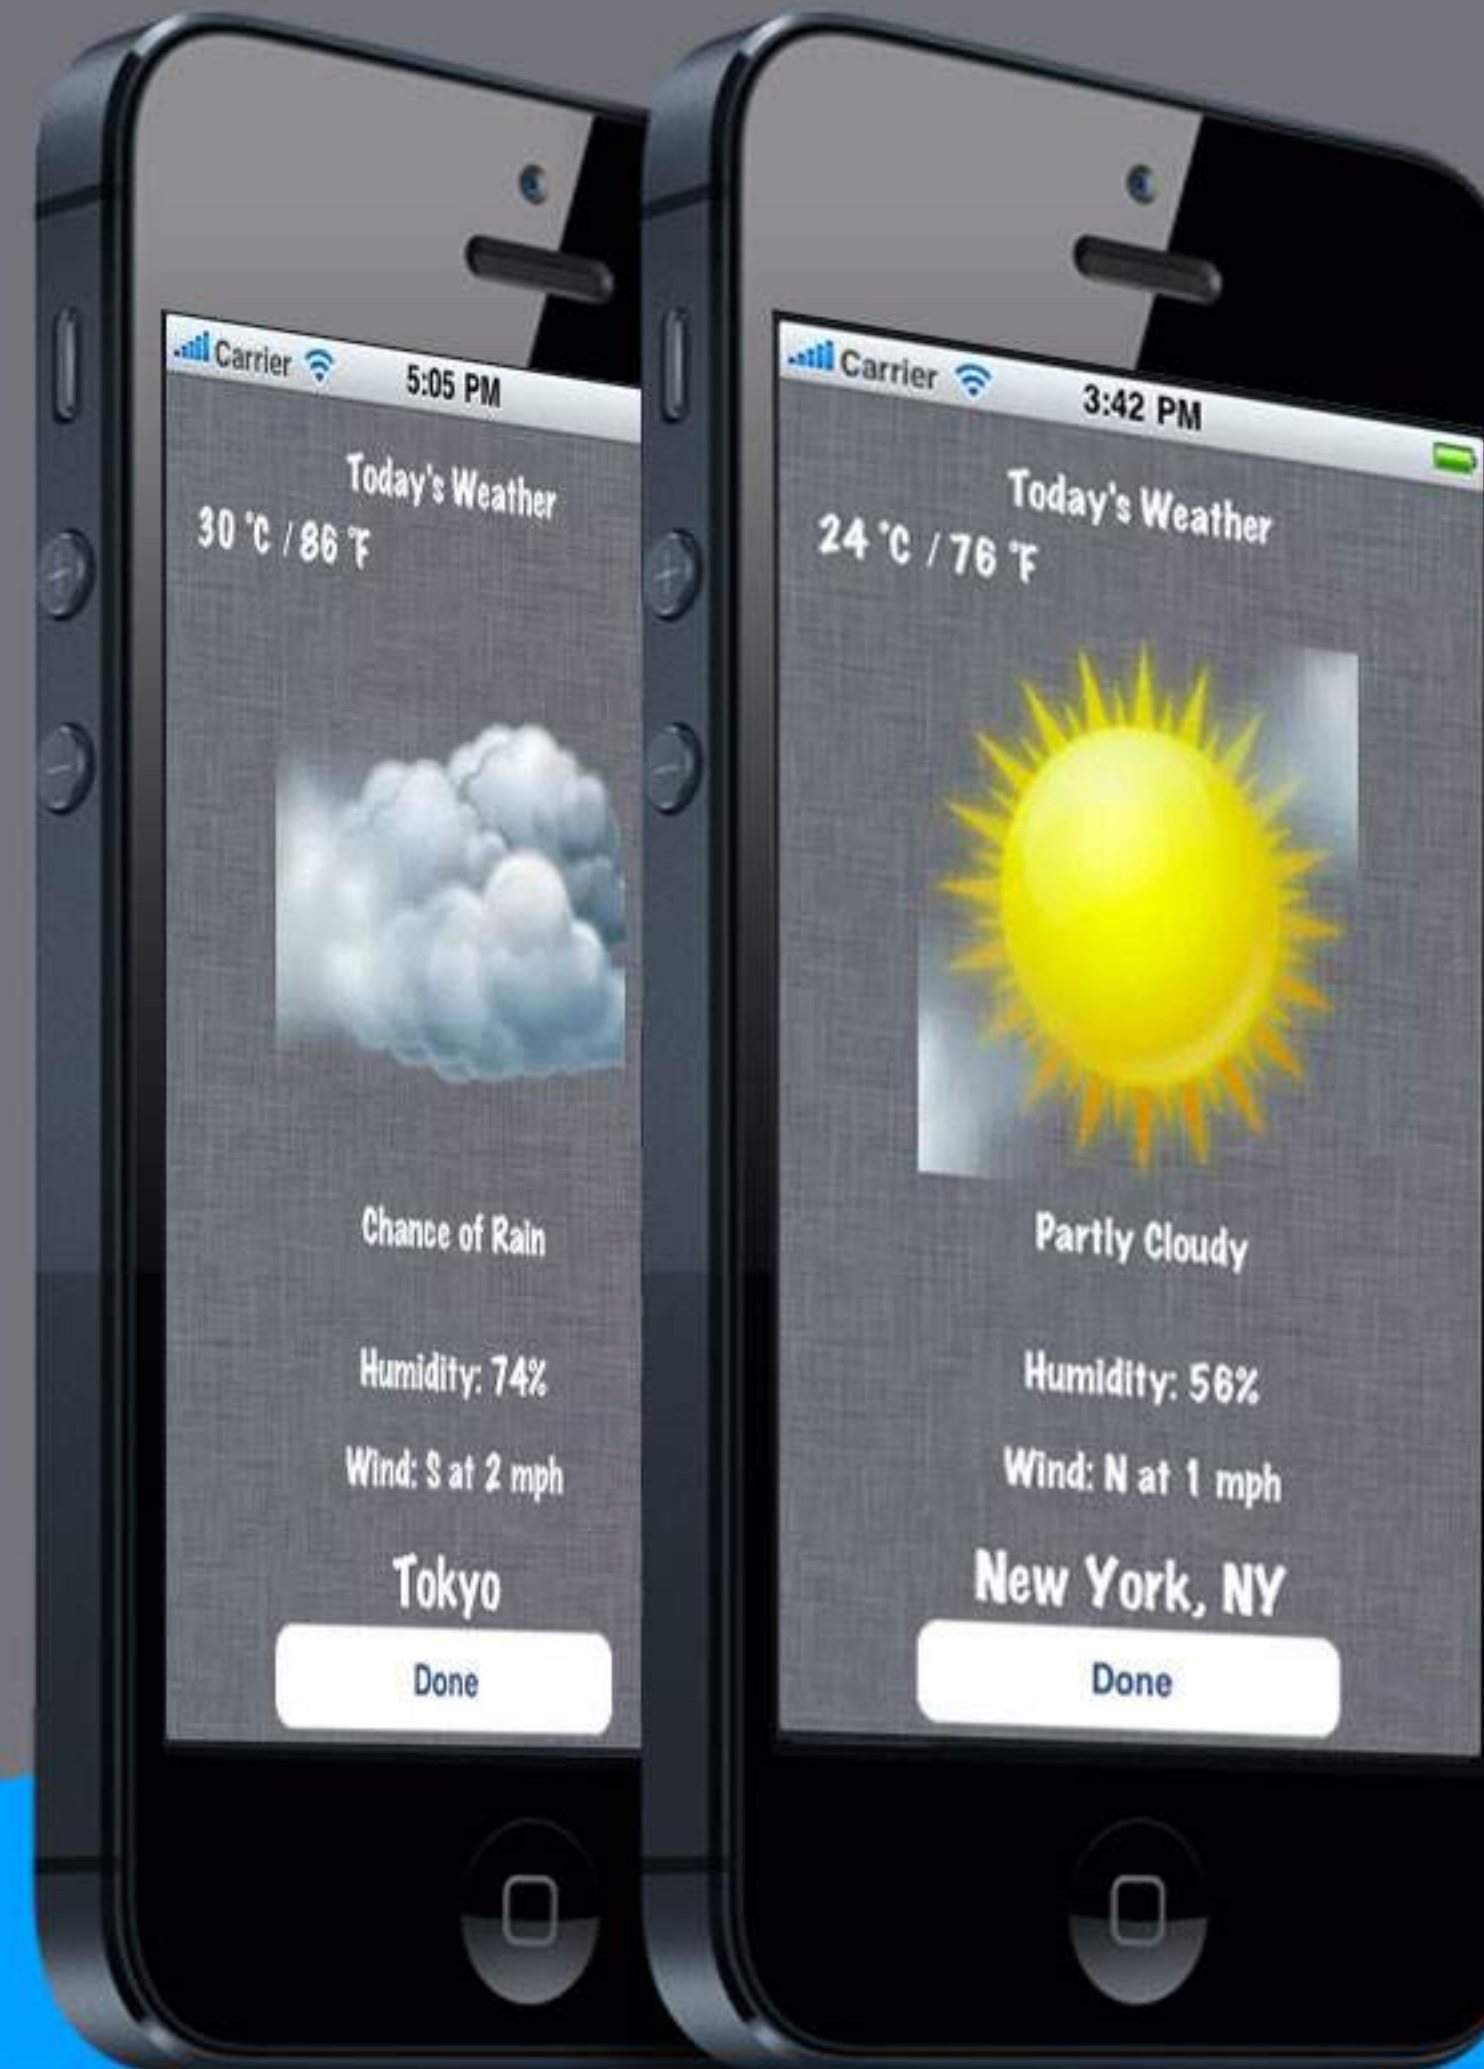 Carrier
5:05 PM
Today's Weather
30 °C / 86 °F
Chance of Rain
Humidity: 74%
Wind: S at 2 mph
Tokyo
Done
Carrier
3:42 PM
Today's Weather
24 °C / 76 °F
Partly Cloudy
Humidity: 56%
Wind: N at 1 mph
New York, NY
Done